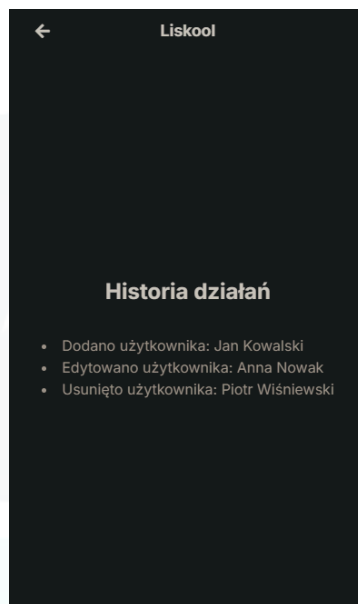 Liskool
Historia działań
• Dodano użytkownika: Jan Kowalski
• Edytowano użytkownika: Anna Nowak
• Usunięto użytkownika: Piotr Wiśniewski